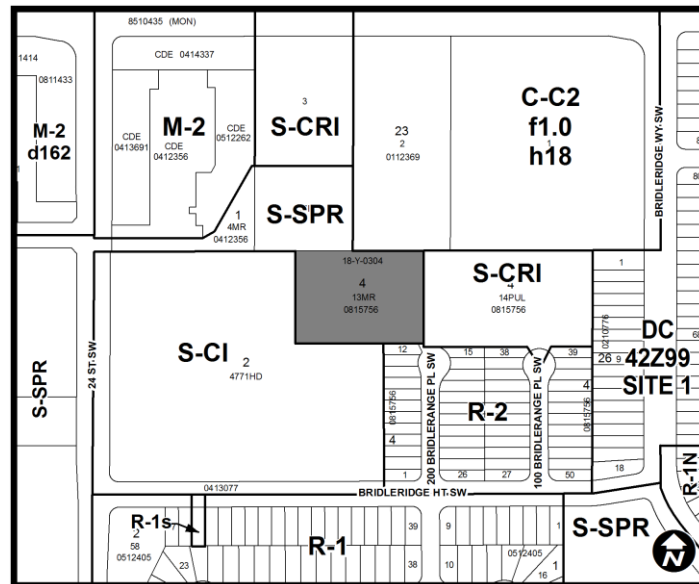 8510435 (MON)
CDE 0414337
1414
0811433
M-2
d162
CDE
0413691
M-2
CDE
0412356
CDE
0512262
3
S-CRI
23
2
0112369
C-C2
f1.0
h18
1
BRIDLERIDGE WY SW
S-SPR
1
4MR
0412356
18-Y-0304
4
13MR
0815756
S-CRI
4
14PUL
0815756
1
0210776
26 9
18
DC
42Z99
SITE 1
S-SPR
24 ST SW
S-CI
2
4771HD
12
0815756
4
1
200 BRIDLERANGE PL SW
15
38
R-2
26
27
100 BRIDLERANGE PL SW
39
4
0815756
50
R-1N
0413077
BRIDLERIDGE HT SW
R-1s
2
58
0512405
23
R-1
39
38
9
10
1
0512405
16
1
S-SPR
N